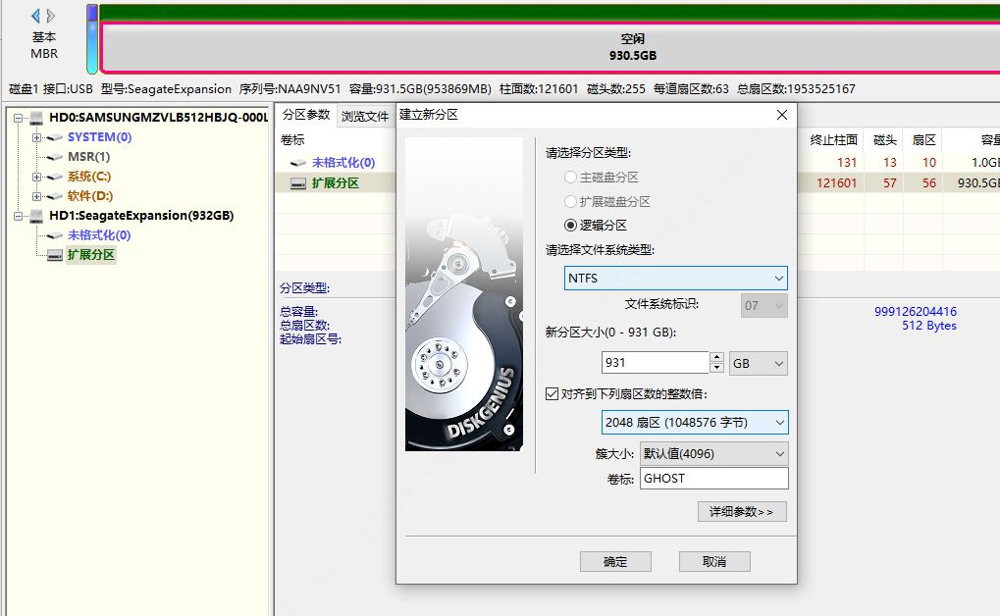 基本
MBR
空闲
930.5GB
磁盘1 接口:USB 型号:SeagateExpansion 序列号:NAA9NV51 容量:931.5GB(953869MB) 柱面数:121601 磁头数:255 每道扇区数:63 总扇区数:1953525167
HD0:SAMSUNGMZVLB512HBJQ-000L
SYSTEM(0)
MSR(1)
系统(C:)
软件(D:)
HD1:SeagateExpansion(932GB)
未格式化(0)
扩展分区
分区参数 浏览文件
卷标
终止柱面 磁头 扇区 容量
未格式化(0) 131 13 10 1.0GB
扩展分区 121601 57 56 930.5GB
分区类型:
总容量: 999126204416
总扇区数: 512 Bytes
起始扇区号:
建立新分区
请选择分区类型:
主磁盘分区
扩展磁盘分区
逻辑分区
请选择文件系统类型:
NTFS
文件系统标识: 07
新分区大小(0 - 931 GB):
931 GB
对齐到下列扇区数的整数倍:
2048 扇区 (1048576 字节)
簇大小: 默认值(4096)
卷标: GHOST
详细参数>>
确定 取消
DISKGENIUS